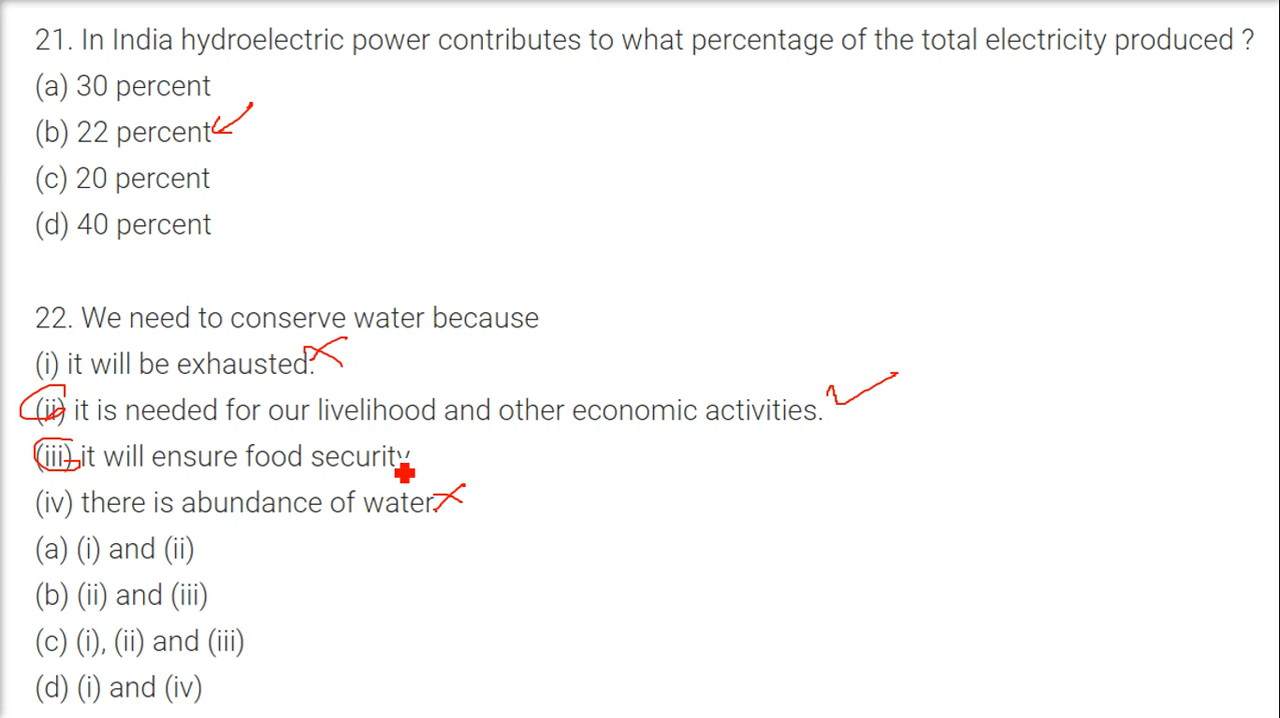 21. In India hydroelectric power contributes to what percentage of the total electricity produced ?
(a) 30 percent
(b) 22 percent
(c) 20 percent
(d) 40 percent
22. We need to conserve water because
(i) it will be exhausted.
(ii) it is needed for our livelihood and other economic activities.
(iii) it will ensure food security
(iv) there is abundance of water.
(a) (i) and (ii)
(b) (ii) and (iii)
(c) (i), (ii) and (iii)
(d) (i) and (iv)